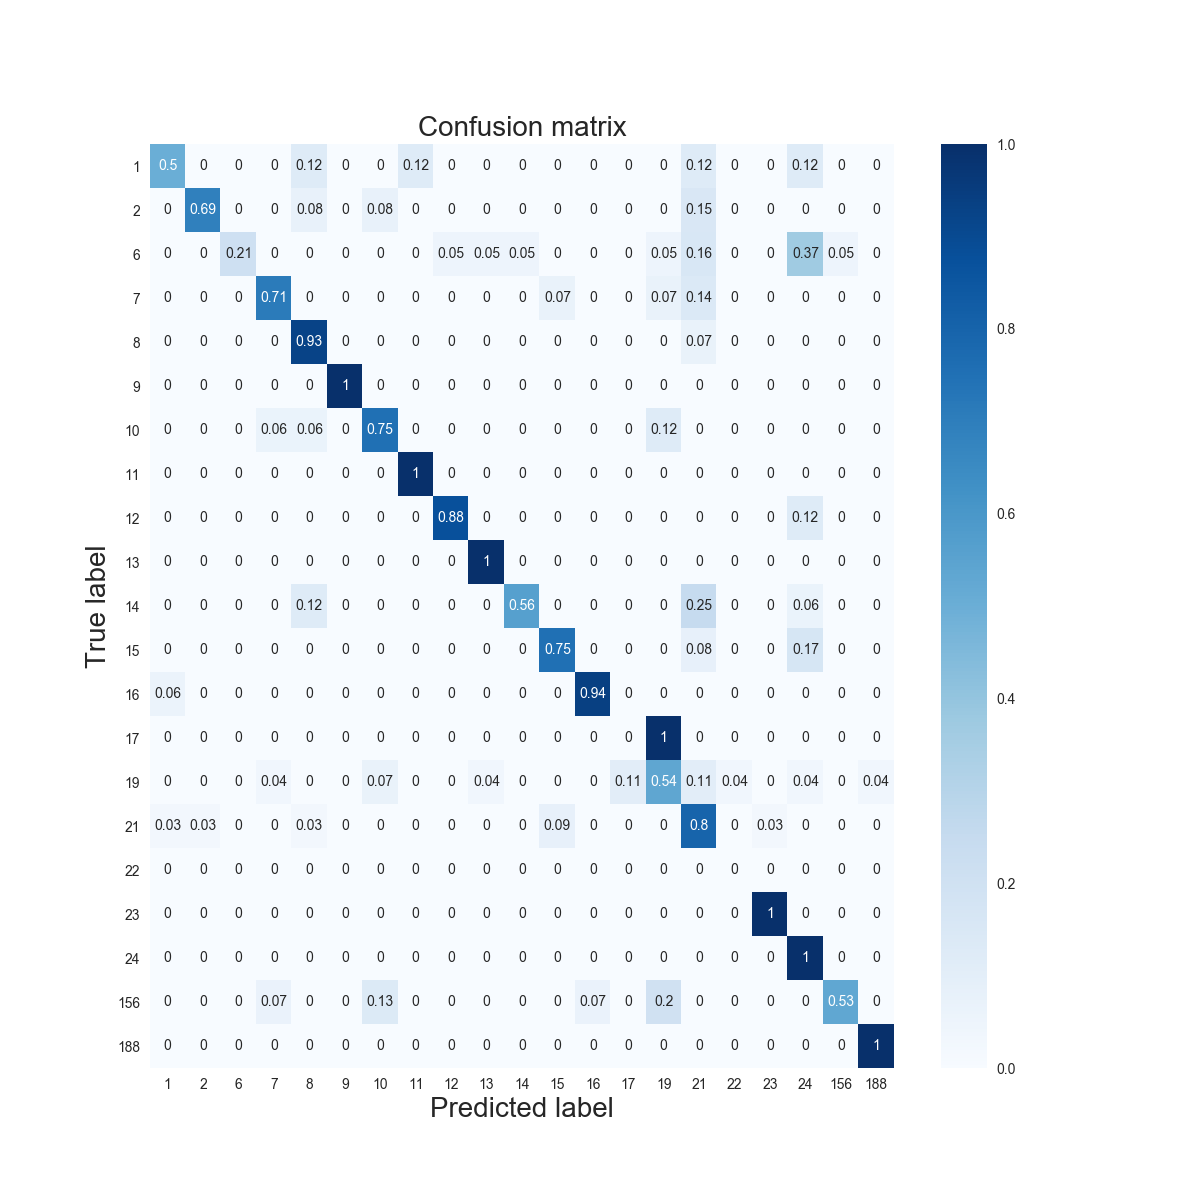 Confusion matrix
1 0.5 0 0 0 0.12 0 0 0.12 0 0 0 0 0 0 0 0.12 0 0 0.12 0 0
2 0 0.69 0 0 0.08 0 0.08 0 0 0 0 0 0 0 0 0.15 0 0 0 0 0
6 0 0 0.21 0 0 0 0 0 0.05 0.05 0.05 0 0 0 0.05 0.16 0 0 0.37 0.05 0
7 0 0 0 0.71 0 0 0 0 0 0 0 0.07 0 0 0.07 0.14 0 0 0 0 0
8 0 0 0 0 0.93 0 0 0 0 0 0 0 0 0 0 0.07 0 0 0 0 0
9 0 0 0 0 0 1 0 0 0 0 0 0 0 0 0 0 0 0 0 0 0
10 0 0 0 0.06 0.06 0 0.75 0 0 0 0 0 0 0 0.12 0 0 0 0 0 0
11 0 0 0 0 0 0 0 1 0 0 0 0 0 0 0 0 0 0 0 0 0
12 0 0 0 0 0 0 0 0 0.88 0 0 0 0 0 0 0 0 0 0.12 0 0
13 0 0 0 0 0 0 0 0 0 1 0 0 0 0 0 0 0 0 0 0 0
14 0 0 0 0 0.12 0 0 0 0 0 0.56 0 0 0 0 0.25 0 0 0.06 0 0
15 0 0 0 0 0 0 0 0 0 0 0 0.75 0 0 0 0.08 0 0 0.17 0 0
16 0.06 0 0 0 0 0 0 0 0 0 0 0 0.94 0 0 0 0 0 0 0 0
17 0 0 0 0 0 0 0 0 0 0 0 0 0 0 1 0 0 0 0 0 0
19 0 0 0 0.04 0 0 0.07 0 0 0.04 0 0 0 0.11 0.54 0.11 0.04 0 0.04 0 0.04
21 0.03 0.03 0 0 0.03 0 0 0 0 0 0 0.09 0 0 0 0.8 0 0.03 0 0 0
22 0 0 0 0 0 0 0 0 0 0 0 0 0 0 0 0 0 0 0 0 0
23 0 0 0 0 0 0 0 0 0 0 0 0 0 0 0 0 0 1 0 0 0
24 0 0 0 0 0 0 0 0 0 0 0 0 0 0 0 0 0 0 1 0 0
156 0 0 0 0.07 0 0 0.13 0 0 0 0 0 0.07 0 0.2 0 0 0 0 0.53 0
188 0 0 0 0 0 0 0 0 0 0 0 0 0 0 0 0 0 0 0 0 1
1 2 6 7 8 9 10 11 12 13 14 15 16 17 19 21 22 23 24 156 188
Predicted label
True label
1.0
0.8
0.6
0.4
0.2
0.0